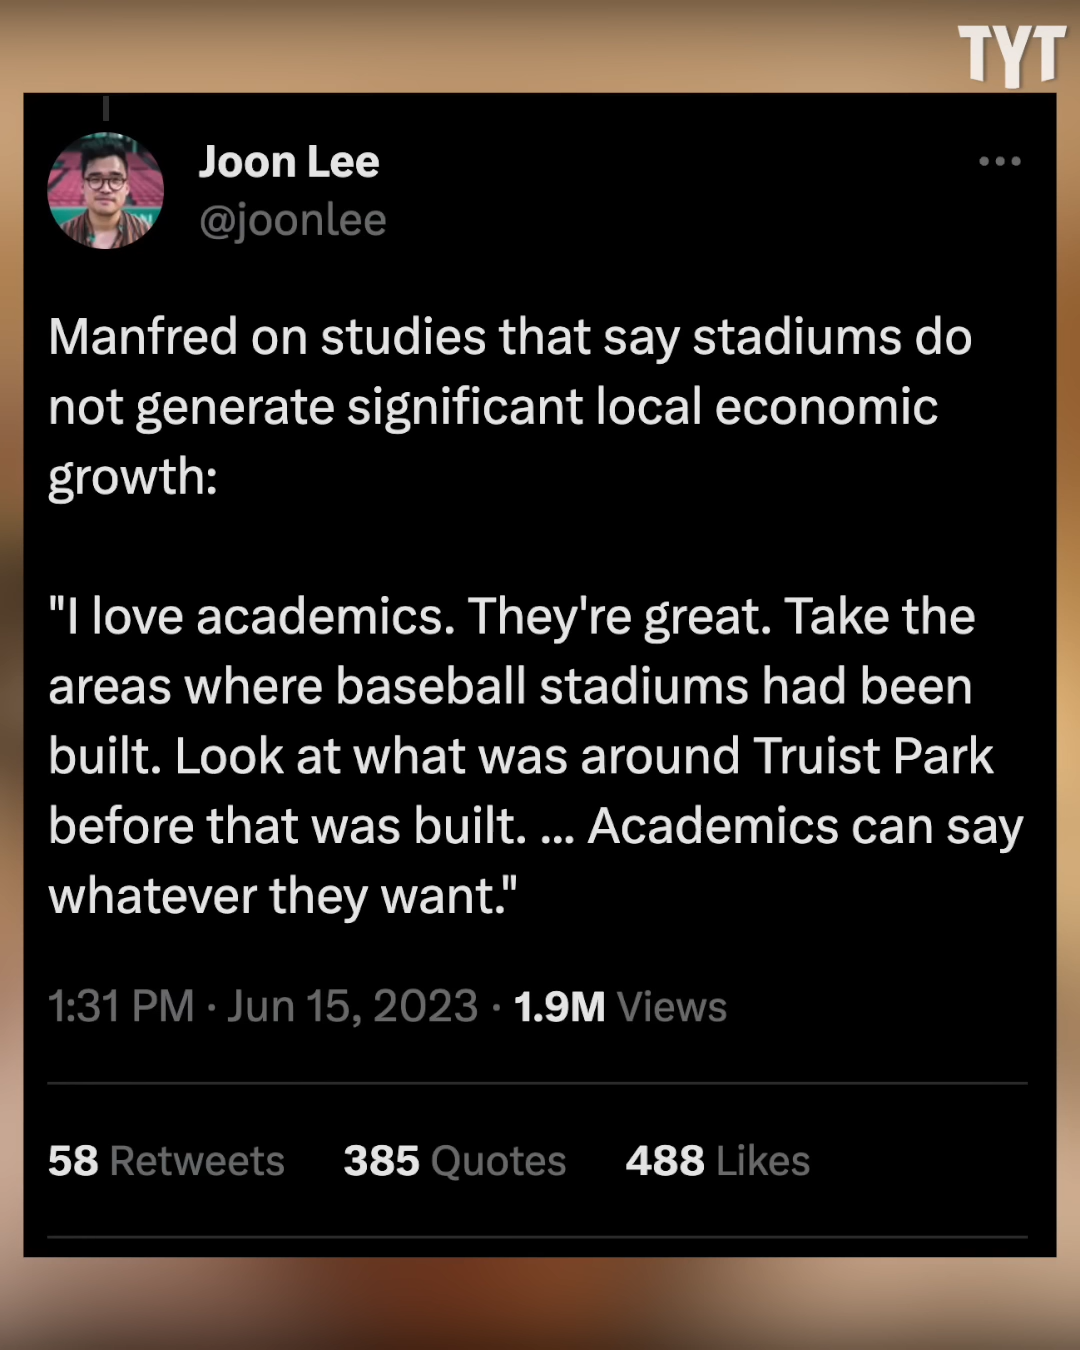 TYT
Joon Lee
@joonlee
Manfred on studies that say stadiums do
not generate significant local economic
growth:
"I love academics. They're great. Take the
areas where baseball stadiums had been
built. Look at what was around Truist Park
before that was built. ... Academics can say
whatever they want."
1:31 PM · Jun 15, 2023 · 1.9M Views
58 Retweets 385 Quotes 488 Likes